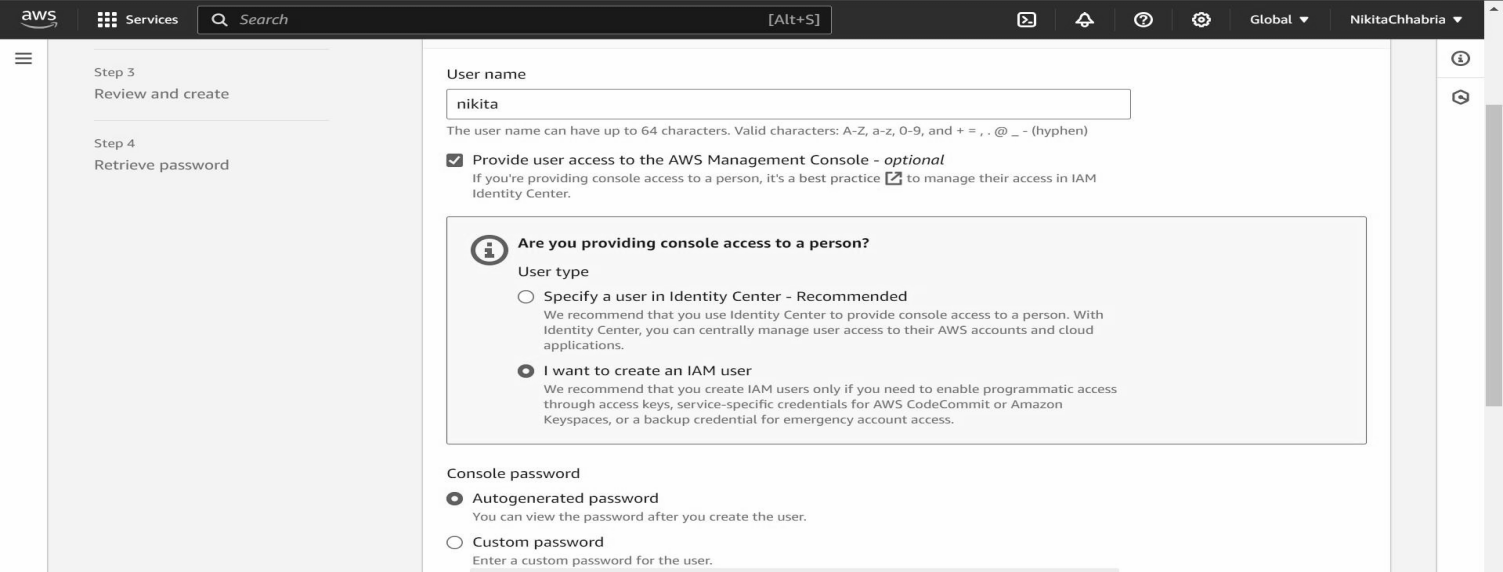 aws
Services
Search
[Alt+S]
Global
NikitaChhabria
Step 3
Review and create
Step 4
Retrieve password
User name
nikita
The user name can have up to 64 characters. Valid characters: A-Z, a-z, 0-9, and + = , . @ _ - (hyphen)
Provide user access to the AWS Management Console - optional
If you're providing console access to a person, it's a best practice to manage their access in IAM
Identity Center.
Are you providing console access to a person?
User type
Specify a user in Identity Center - Recommended
We recommend that you use Identity Center to provide console access to a person. With
Identity Center, you can centrally manage user access to their AWS accounts and cloud
applications.
I want to create an IAM user
We recommend that you create IAM users only if you need to enable programmatic access
through access keys, service-specific credentials for AWS CodeCommit or Amazon
Keyspaces, or a backup credential for emergency account access.
Console password
Autogenerated password
You can view the password after you create the user.
Custom password
Enter a custom password for the user.